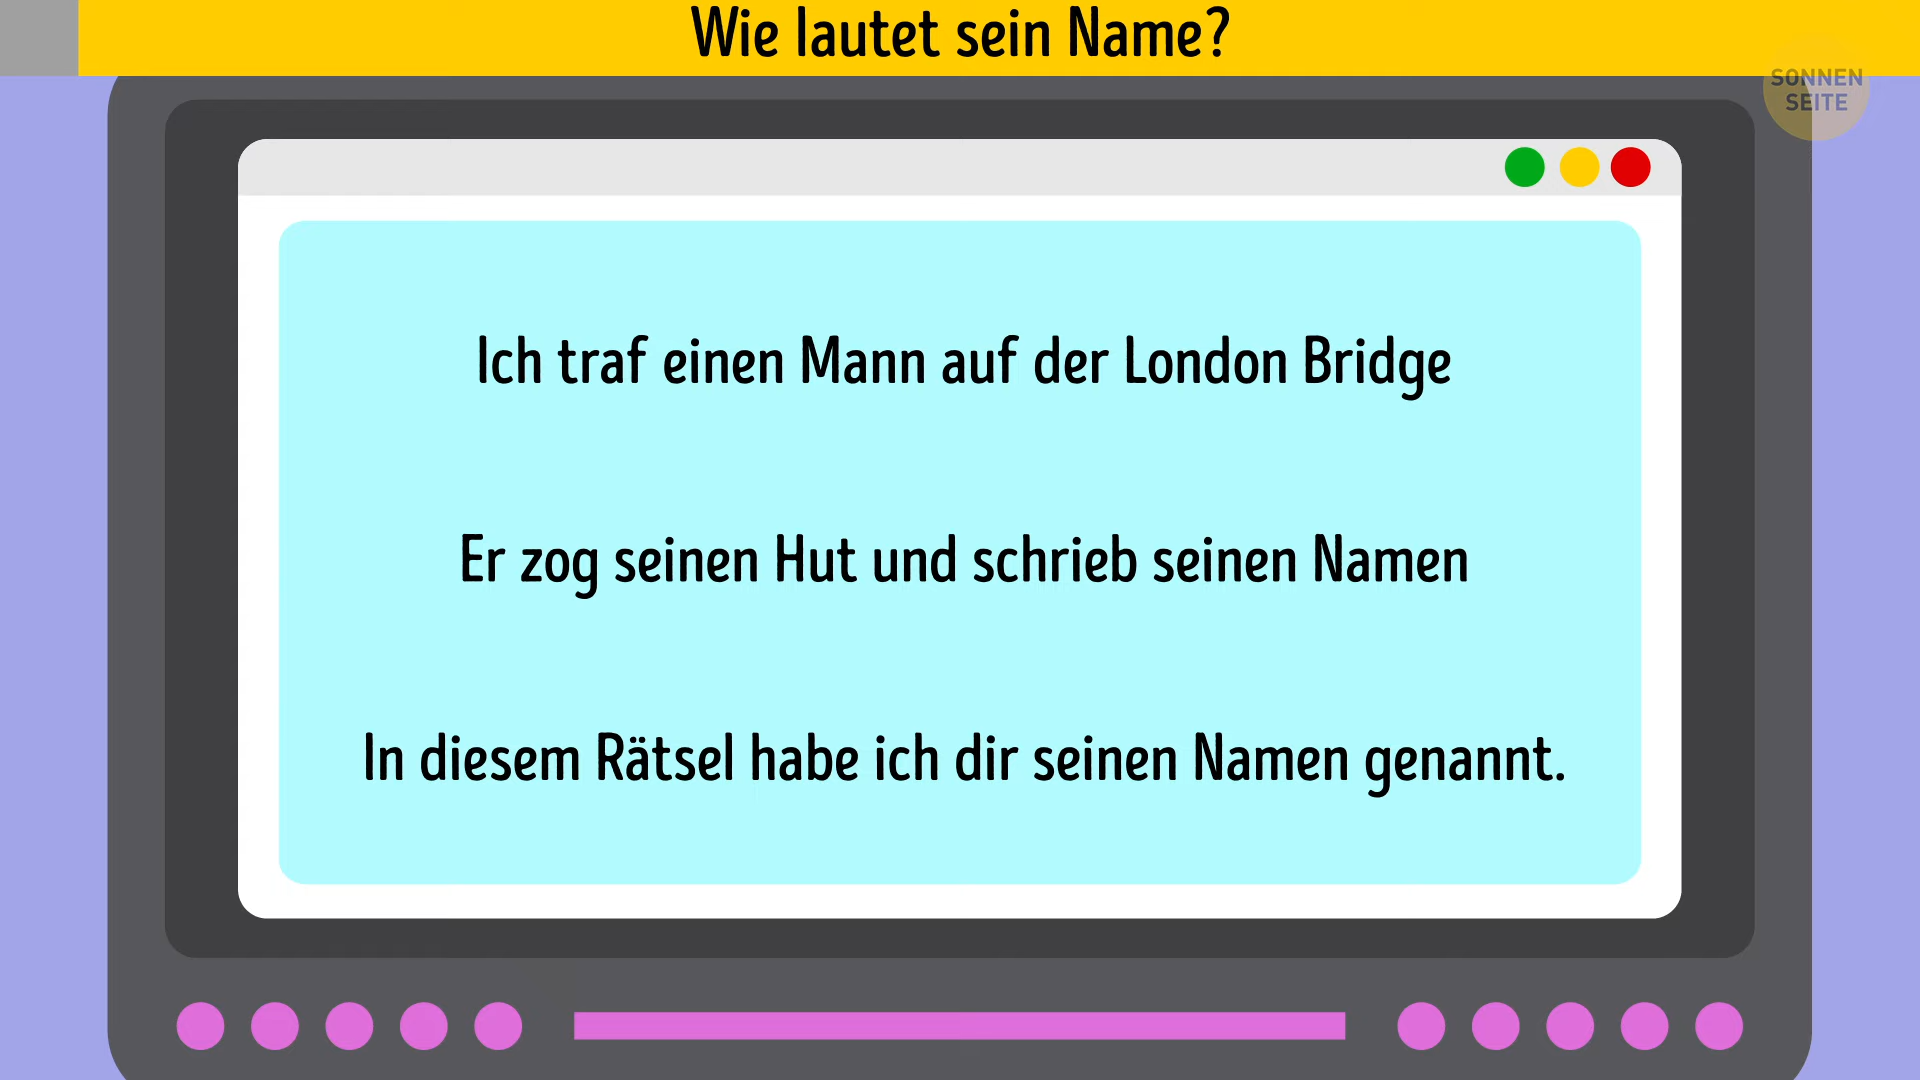 Wie lautet sein Name?
SONNEN
SEITE
Ich traf einen Mann auf der London Bridge
Er zog seinen Hut und schrieb seinen Namen
In diesem Rätsel habe ich dir seinen Namen genannt.